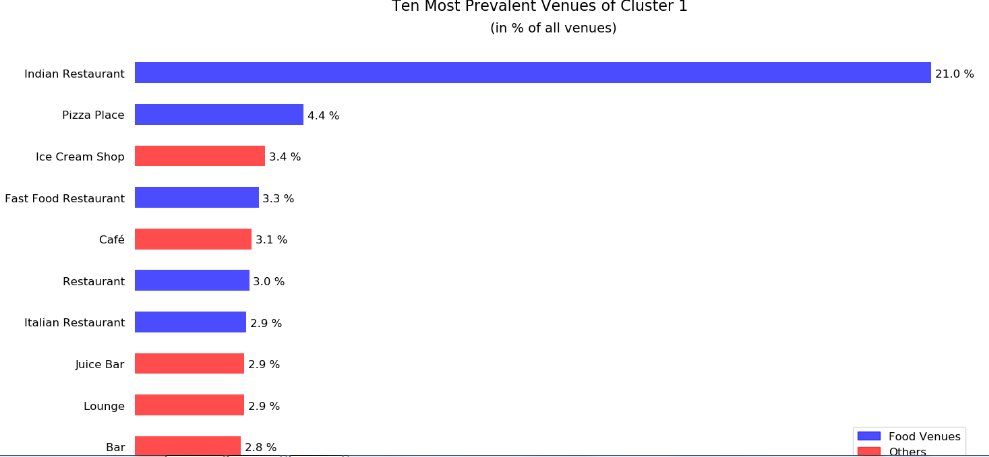 Ten Most Prevalent Venues of Cluster 1
(in % of all venues)
Indian Restaurant 21.0 %
Pizza Place 4.4 %
Ice Cream Shop 3.4 %
Fast Food Restaurant 3.3 %
Café 3.1 %
Restaurant 3.0 %
Italian Restaurant 2.9 %
Juice Bar 2.9 %
Lounge 2.9 %
Bar 2.8 %
Food Venues
Others